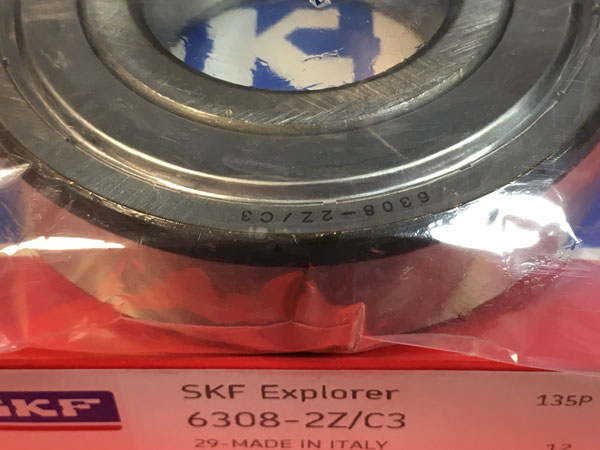 6308-2Z/C3
SKF
SKF Explorer
6308-2Z/C3
29-MADE IN ITALY
135P
12